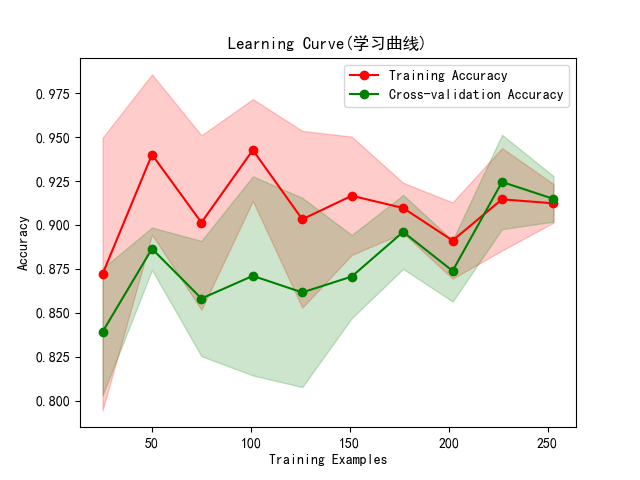 Learning Curve(学习曲线)
Training Accuracy
Cross-validation Accuracy
0.975
0.950
0.925
0.900
0.875
0.850
0.825
0.800
Accuracy
50
100
150
200
250
Training Examples